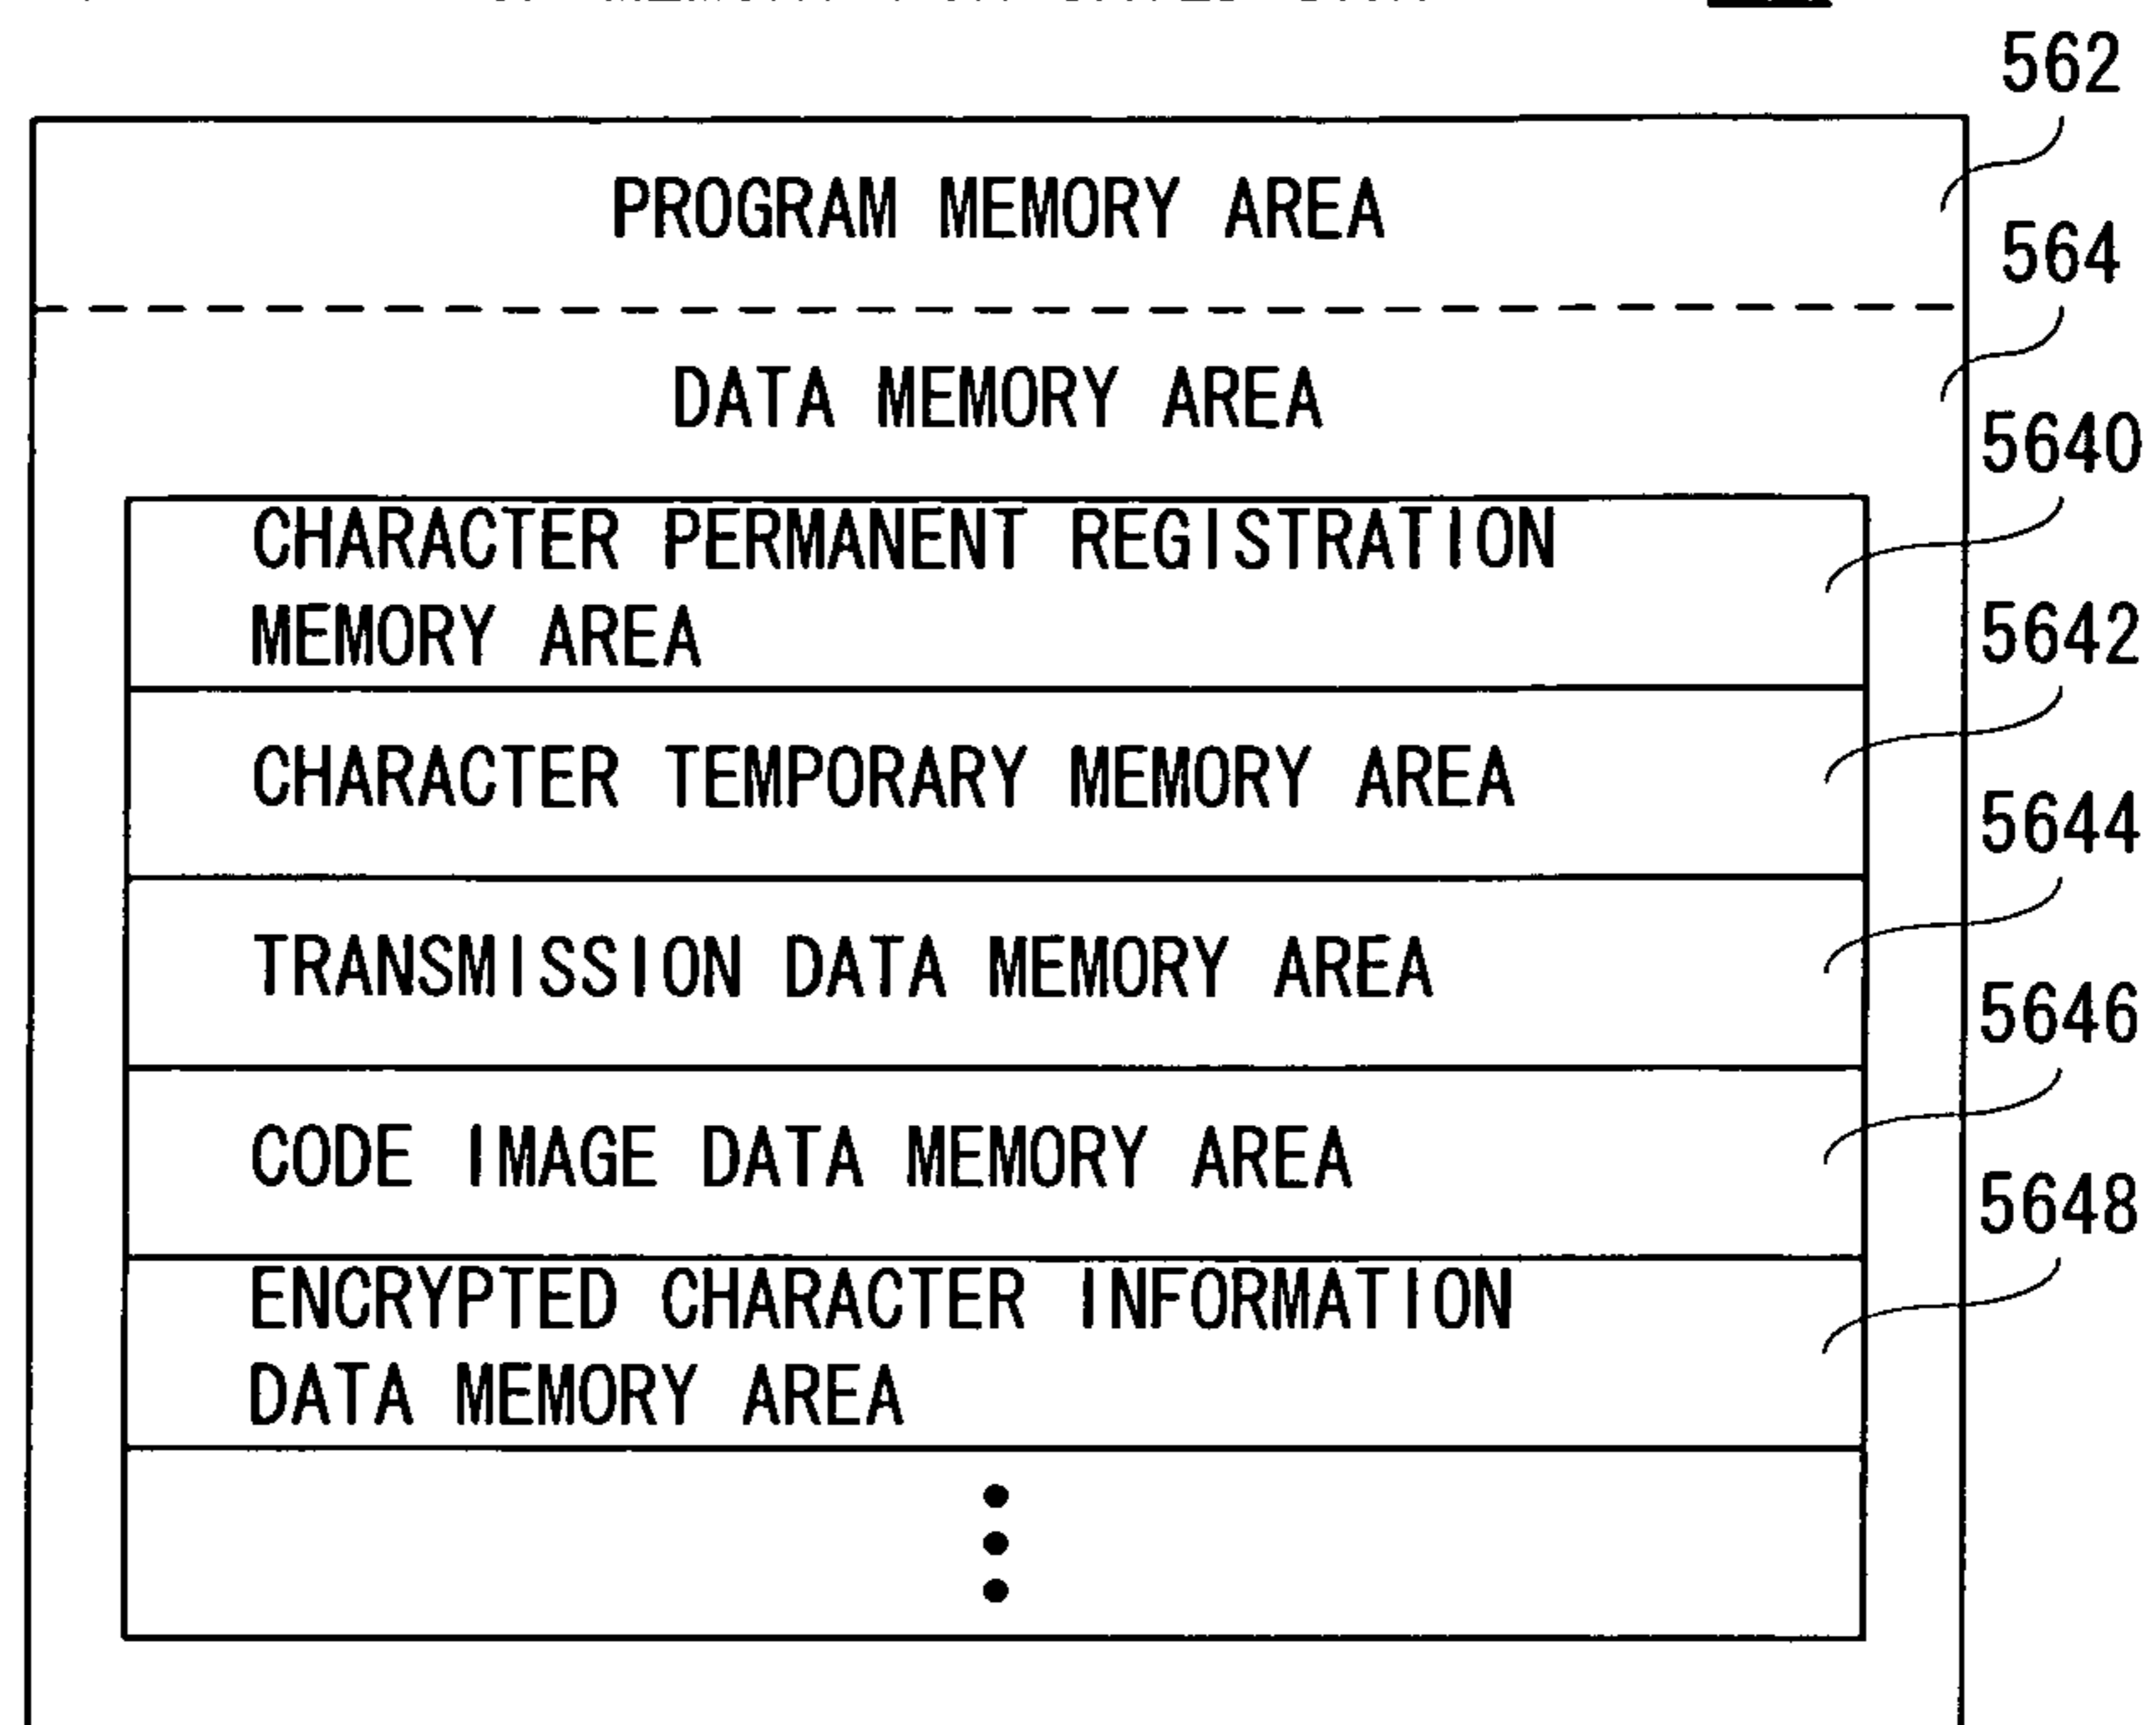 562
PROGRAM MEMORY AREA
564
DATA MEMORY AREA
5640
CHARACTER PERMANENT REGISTRATION
MEMORY AREA
5642
CHARACTER TEMPORARY MEMORY AREA
5644
TRANSMISSION DATA MEMORY AREA
5646
CODE IMAGE DATA MEMORY AREA
5648
ENCRYPTED CHARACTER INFORMATION
DATA MEMORY AREA